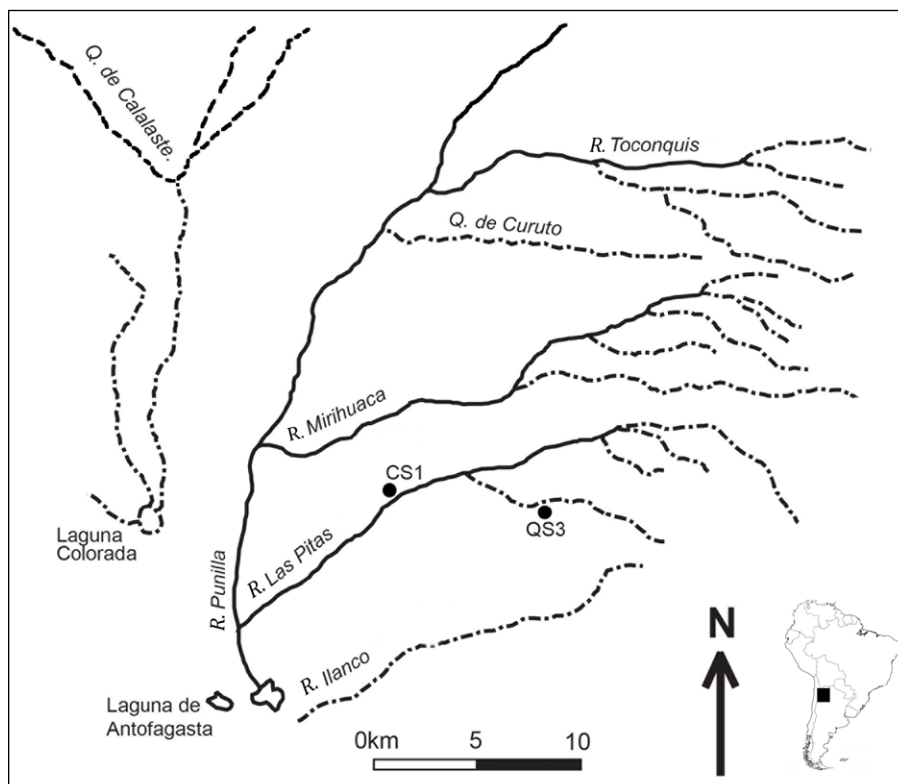 Q. de Calalaste.
R. Toconquis
Q. de Curuto
R. Mirihuaca
CS1
QS3
Laguna
Colorada
R. Punilla
R. Las Pitas
R. Ilanco
Laguna de
Antofagasta
N
0km 5 10